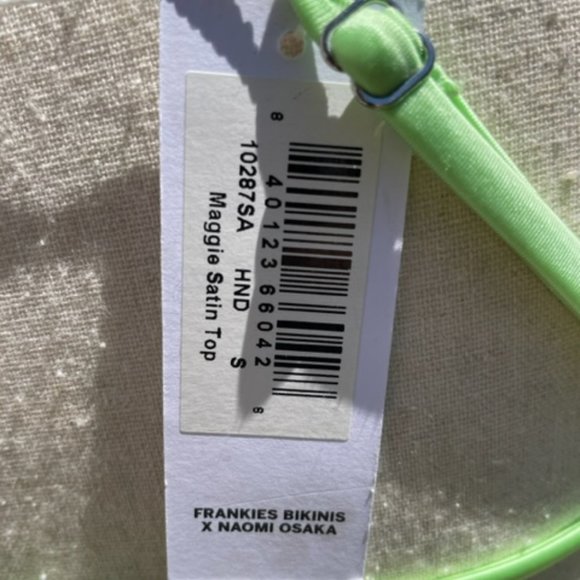 8 40123 66042 8
10287SA HND S
Maggie Satin Top
FRANKIES BIKINIS
X NAOMI OSAKA